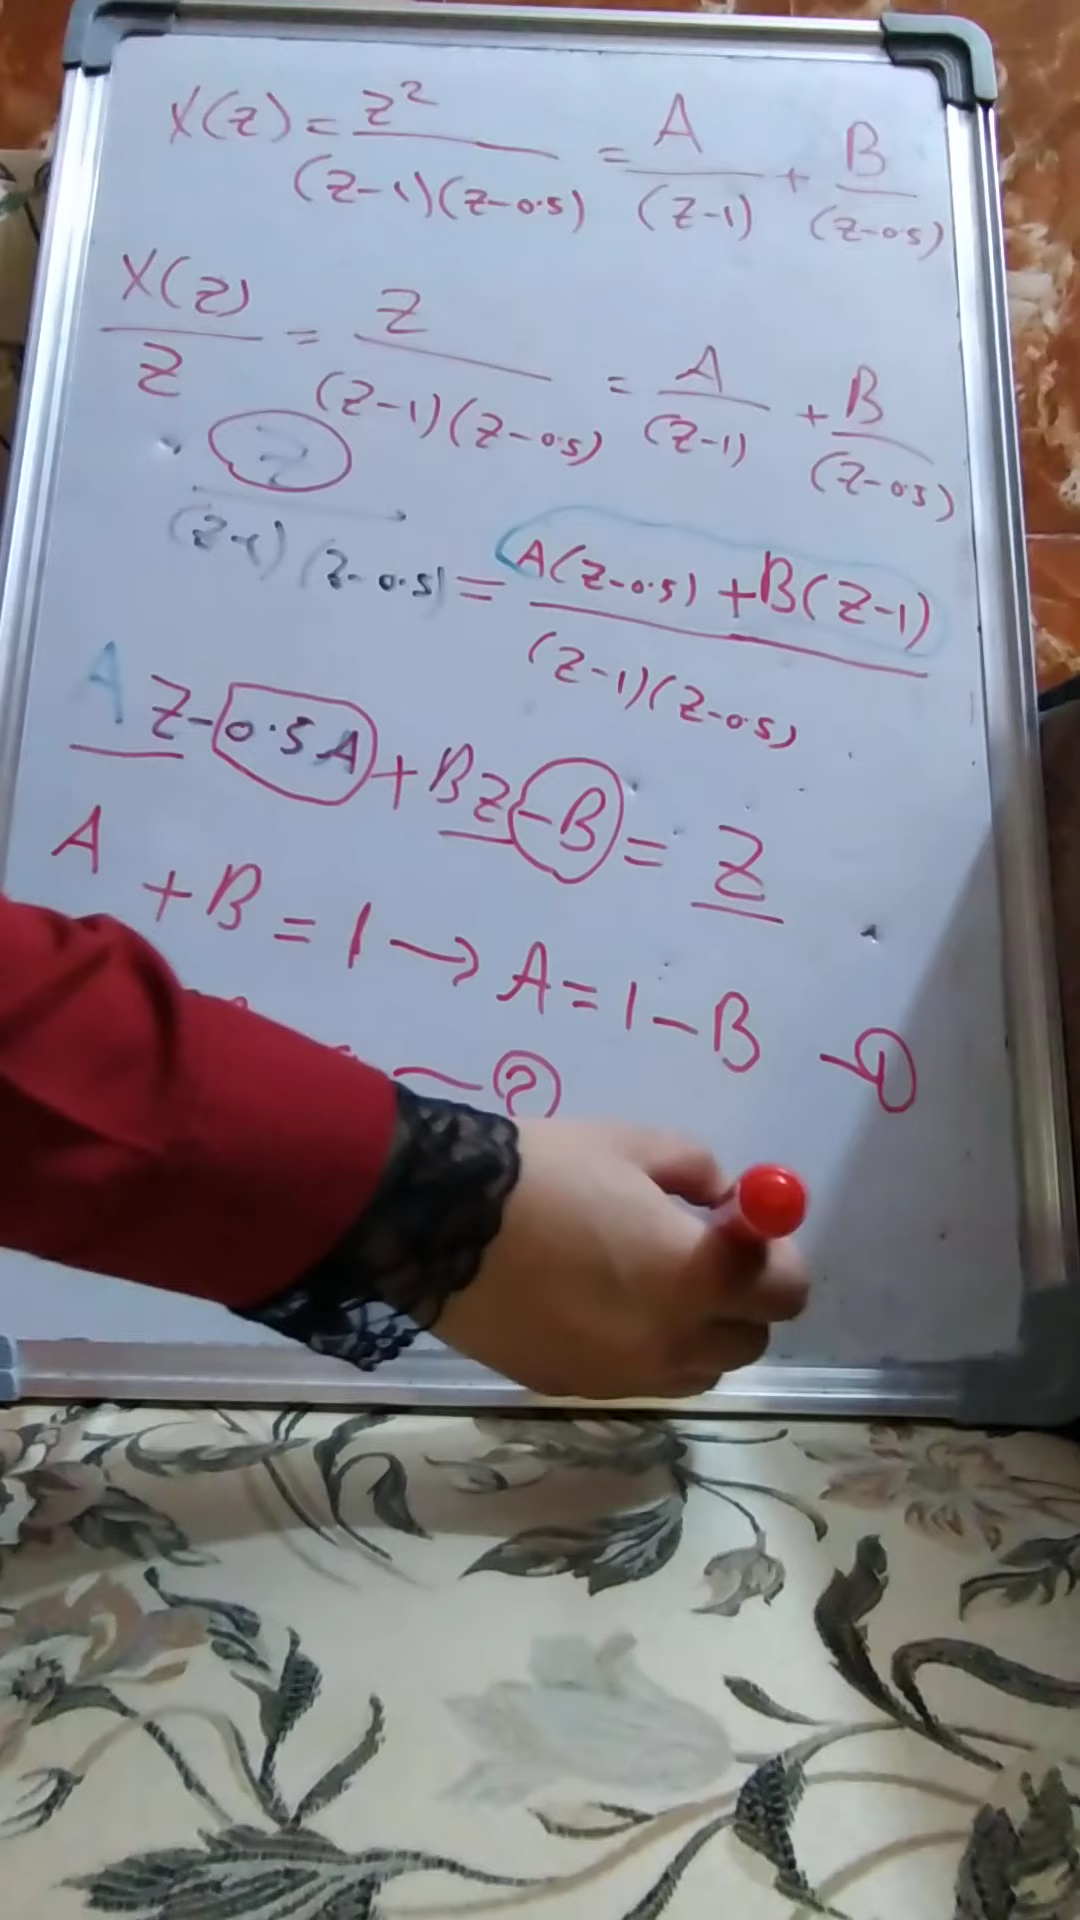 X(z) = z² / (z-1)(z-0.5) = A / (z-1) + B / (z-0.5)
X(z) / z = z / (z-1)(z-0.5) = A / (z-1) + B / (z-0.5)
z / (z-1)(z-0.5) = A(z-0.5) + B(z-1) / (z-1)(z-0.5)
Az - 0.5A + Bz - B = z
A + B = 1 → A = 1 - B — ①
— ②